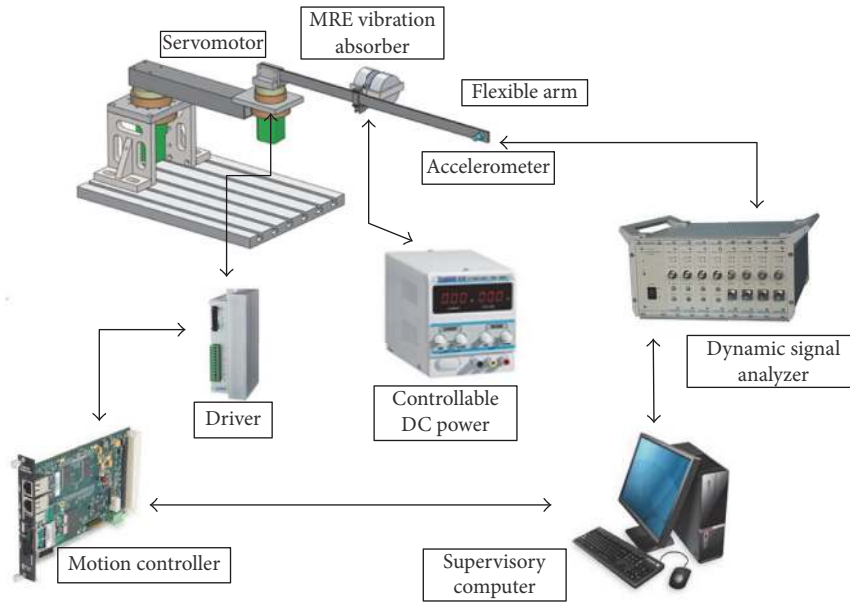 MRE vibration
absorber
Servomotor
Flexible arm
Accelerometer
Dynamic signal
analyzer
Driver
Controllable
DC power
Motion controller
Supervisory
computer